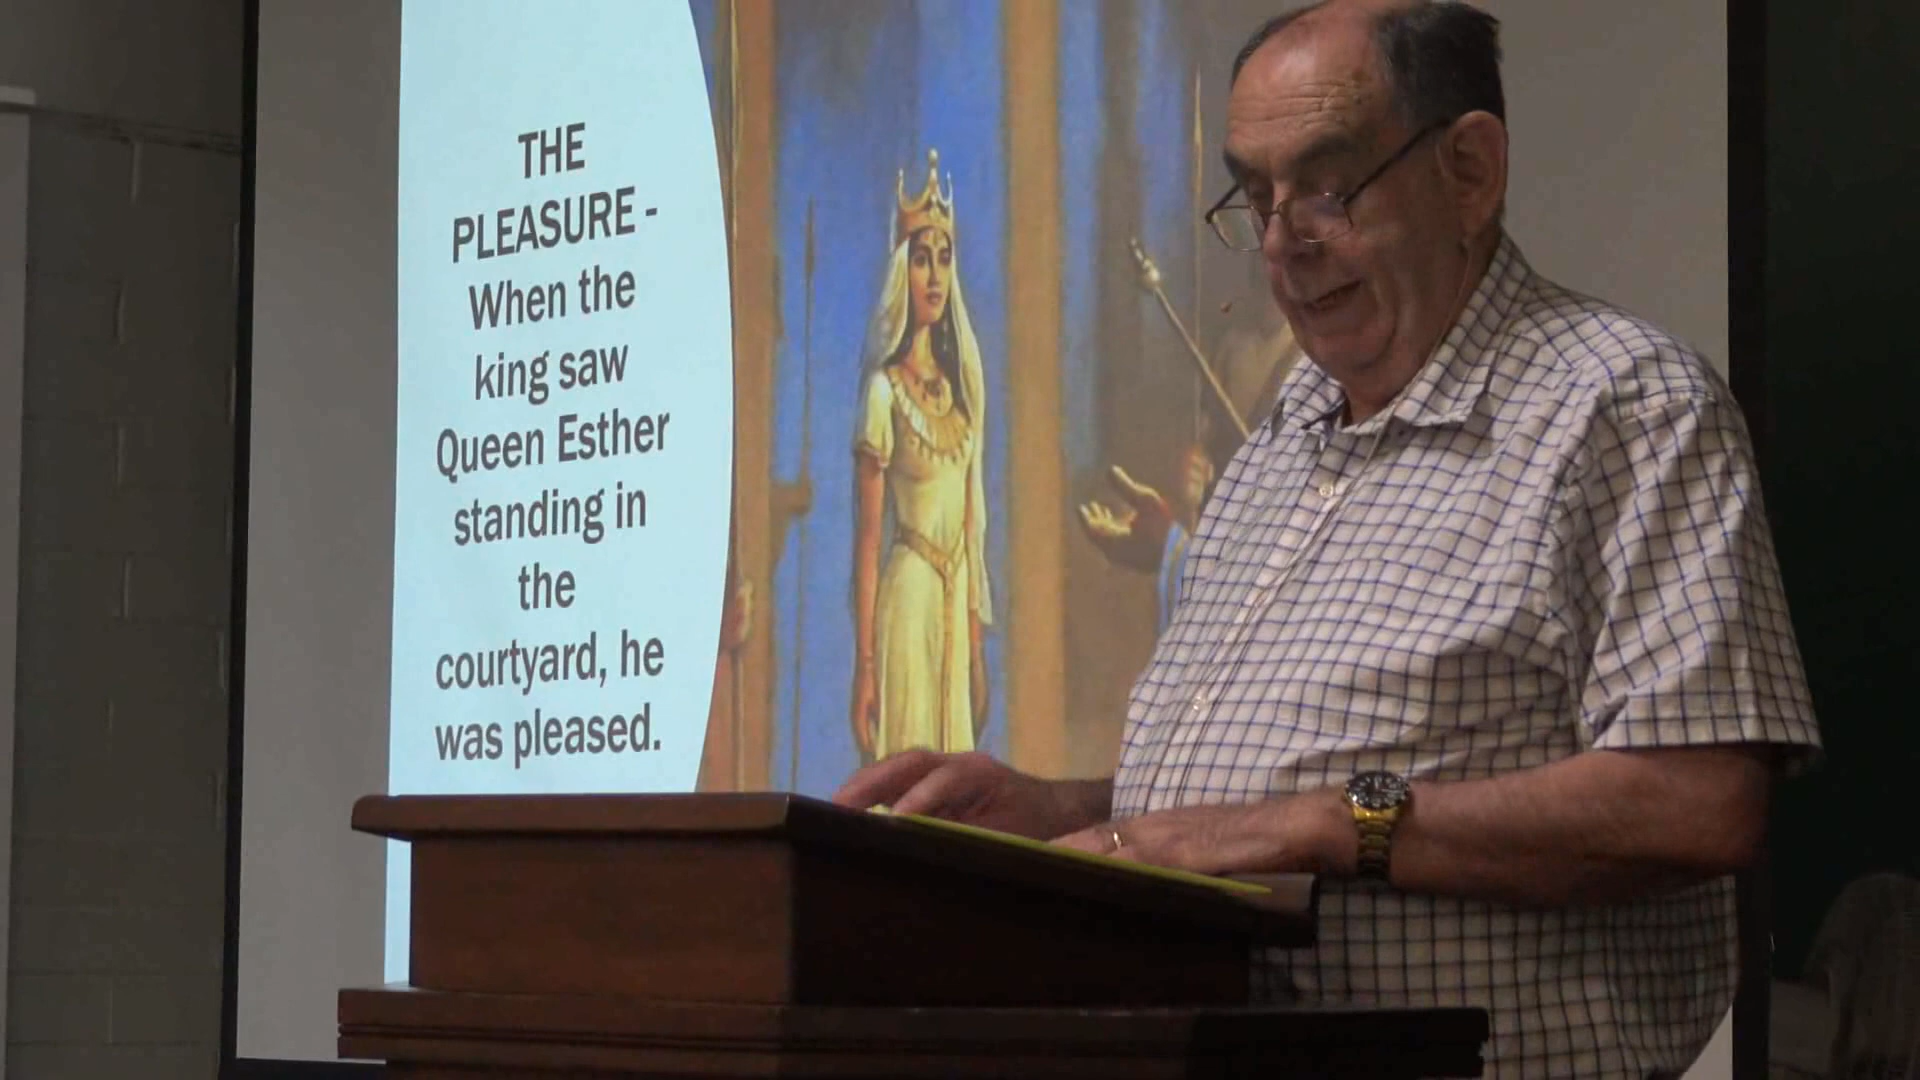 THE
PLEASURE -
When the
king saw
Queen Esther
standing in
the
courtyard, he
was pleased.